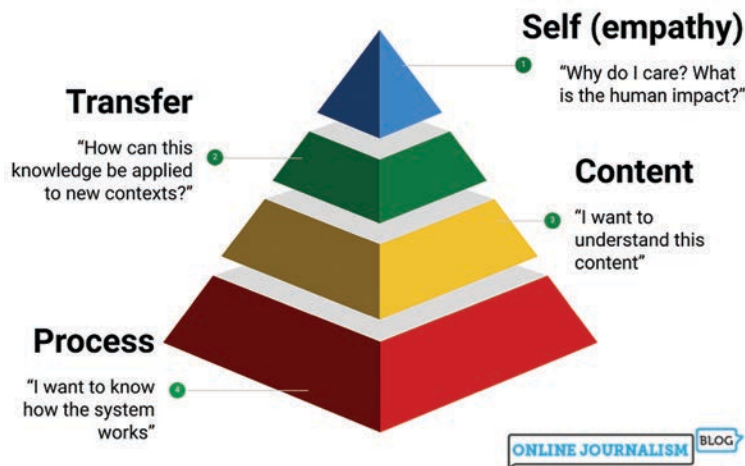 Self (empathy)
1
“Why do I care? What
is the human impact?”
Transfer
2
“How can this
knowledge be applied
to new contexts?”
Content
3
“I want to
understand this
content”
Process
4
“I want to know
how the system
works”
ONLINE JOURNALISM
BLOG